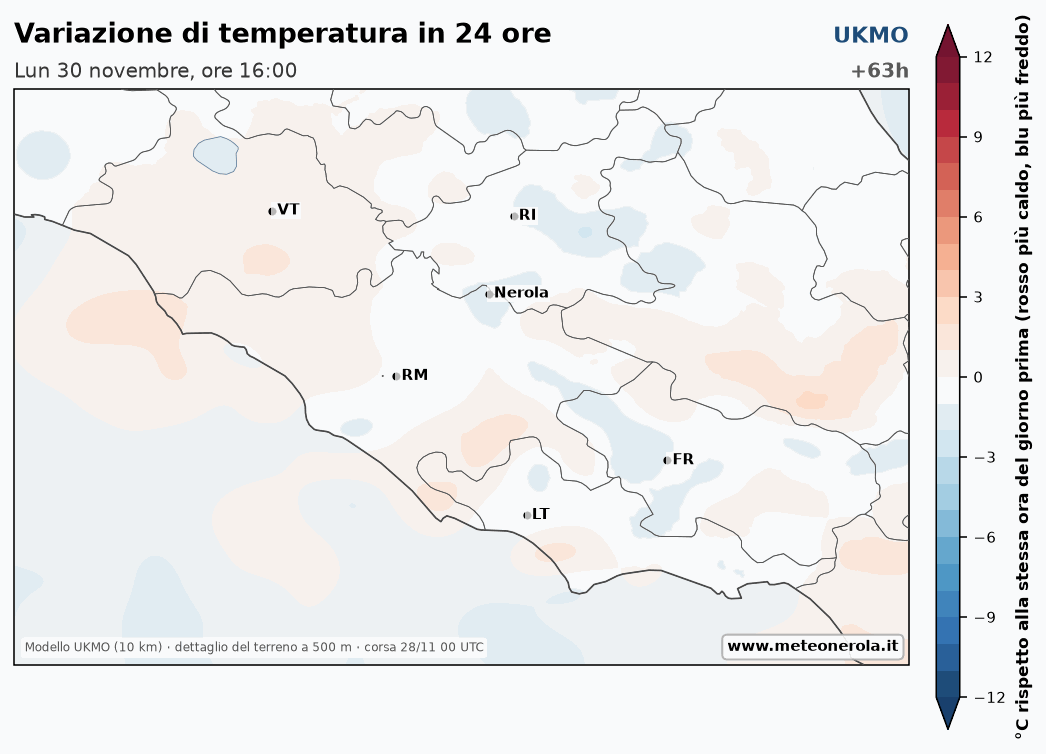 Variazione di temperatura in 24 ore
UKMO
Lun 30 novembre, ore 16:00
+63h
VT
RI
Nerola
RM
FR
LT
Modello UKMO (10 km) · dettaglio del terreno a 500 m · corsa 28/11 00 UTC
www.meteonerola.it
12
9
6
3
0
−3
−6
−9
−12
°C rispetto alla stessa ora del giorno prima (rosso più caldo, blu più freddo)